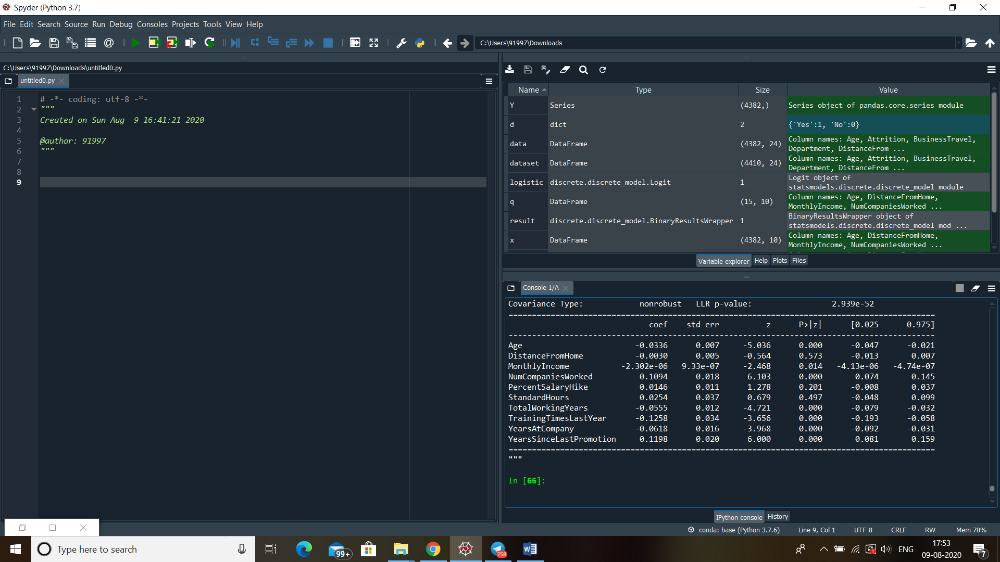 Spyder (Python 3.7)
File Edit Search Source Run Debug Consoles Projects Tools View Help
C:\Users\91997\Downloads
C:\Users\91997\Downloads\untitled0.py
untitled0.py
1 # -*- coding: utf-8 -*-
2 """
3 Created on Sun Aug  9 16:41:21 2020
4
5 @author: 91997
6 """
7
8
9
Name Type Size Value
Y Series (4382,) Series object of pandas.core.series module
d dict 2 {'Yes':1, 'No':0}
data DataFrame (4382, 24) Column names: Age, Attrition, BusinessTravel,
Department, DistanceFrom ...
dataset DataFrame (4410, 24) Column names: Age, Attrition, BusinessTravel,
Department, DistanceFrom ...
logistic discrete.discrete_model.Logit 1 Logit object of
statsmodels.discrete.discrete_model module
q DataFrame (15, 10) Column names: Age, DistanceFromHome,
MonthlyIncome, NumCompaniesWorked ...
result discrete.discrete_model.BinaryResultsWrapper 1 BinaryResultsWrapper object of
statsmodels.discrete.discrete_model mod ...
x DataFrame (4382, 10) Column names: Age, DistanceFromHome,
MonthlyIncome, NumCompaniesWorked ...
Variable explorer Help Plots Files
Console 1/A
Covariance Type: nonrobust LLR p-value: 2.939e-52
==========================================================================================
coef std err z P>|z| [0.025 0.975]
------------------------------------------------------------------------------------------
Age -0.0336 0.007 -5.036 0.000 -0.047 -0.021
DistanceFromHome -0.0030 0.005 -0.564 0.573 -0.013 0.007
MonthlyIncome -2.302e-06 9.33e-07 -2.468 0.014 -4.13e-06 -4.74e-07
NumCompaniesWorked 0.1094 0.018 6.103 0.000 0.074 0.145
PercentSalaryHike 0.0146 0.011 1.278 0.201 -0.008 0.037
StandardHours 0.0254 0.037 0.679 0.497 -0.048 0.099
TotalWorkingYears -0.0555 0.012 -4.721 0.000 -0.079 -0.032
TrainingTimesLastYear -0.1258 0.034 -3.656 0.000 -0.193 -0.058
YearsAtCompany -0.0618 0.016 -3.968 0.000 -0.092 -0.031
YearsSinceLastPromotion 0.1198 0.020 6.000 0.000 0.081 0.159
==========================================================================================
"""
In [66]:
IPython console History
conda: base (Python 3.7.6) Line 9, Col 1 UTF-8 CRLF RW Mem 70%
Type here to search
99+
758
ENG
17:53
09-08-2020
7